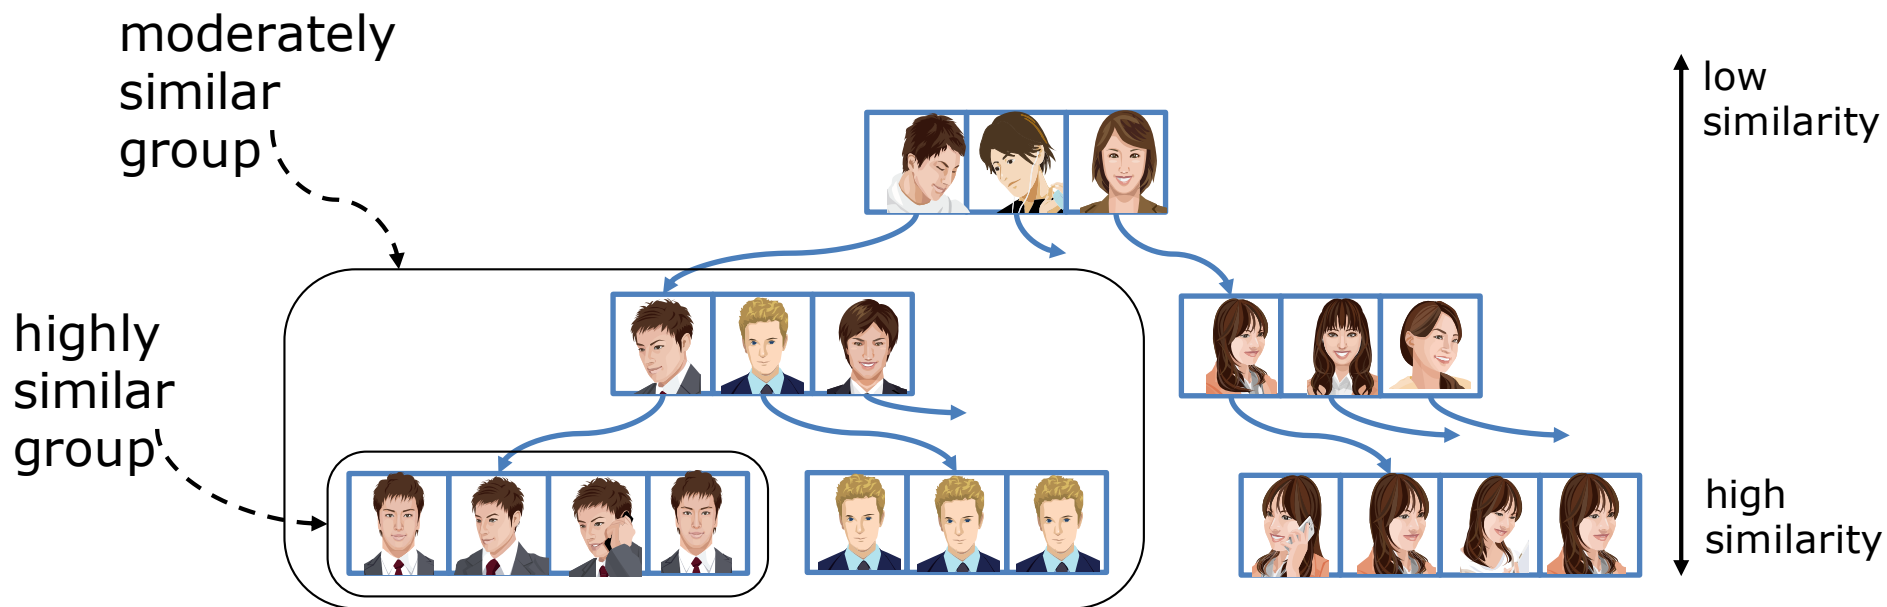 moderately
similar
group
low
similarity
highly
similar
group
high
similarity